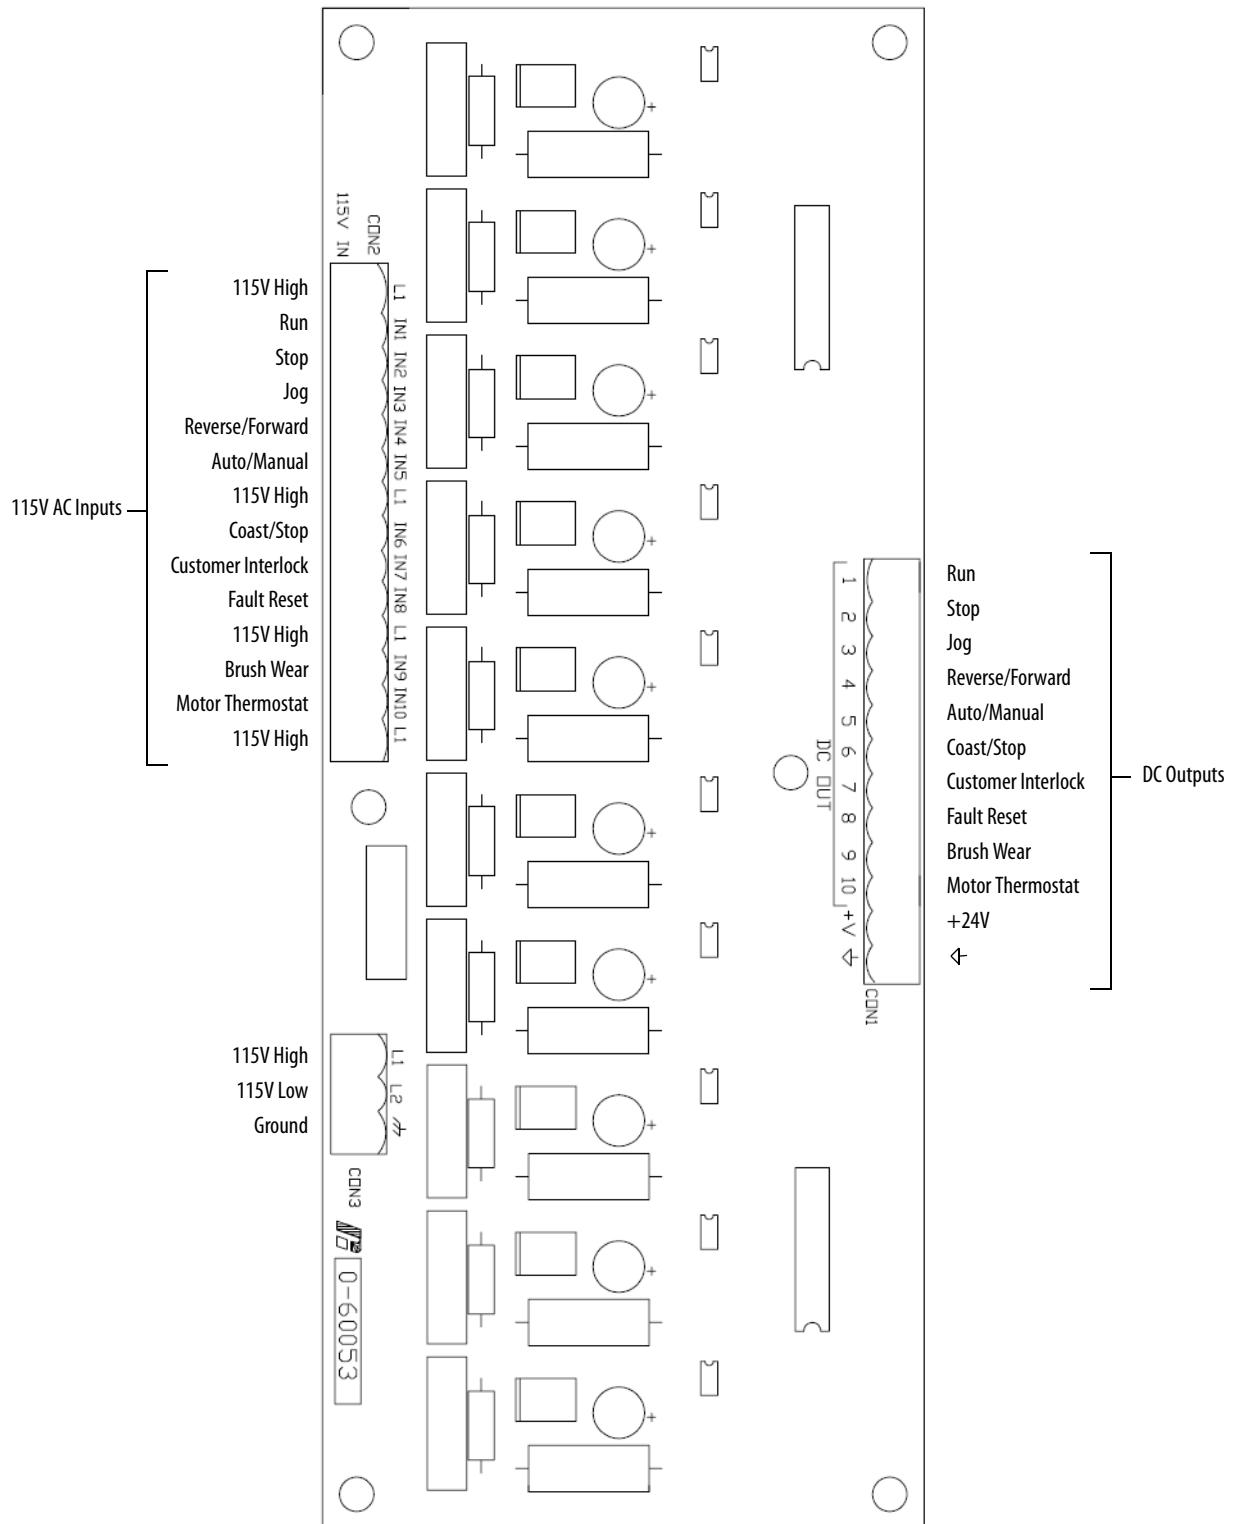 115V IN
CON2
115V AC Inputs
115V High
Run
Stop
Jog
Reverse/Forward
Auto/Manual
115V High
Coast/Stop
Customer Interlock
Fault Reset
115V High
Brush Wear
Motor Thermostat
115V High
L1
IN1
IN2
IN3
IN4
IN5
L1
IN6
IN7
IN8
L1
IN9
IN10
L1
115V High
115V Low
Ground
L1
L2
CON3
0-60053
+
+
+
+
+
+
+
+
+
+
1
2
3
4
5
6
7
8
9
10
+V
DC OUT
CON1
Run
Stop
Jog
Reverse/Forward
Auto/Manual
Coast/Stop
Customer Interlock
Fault Reset
Brush Wear
Motor Thermostat
+24V
DC Outputs